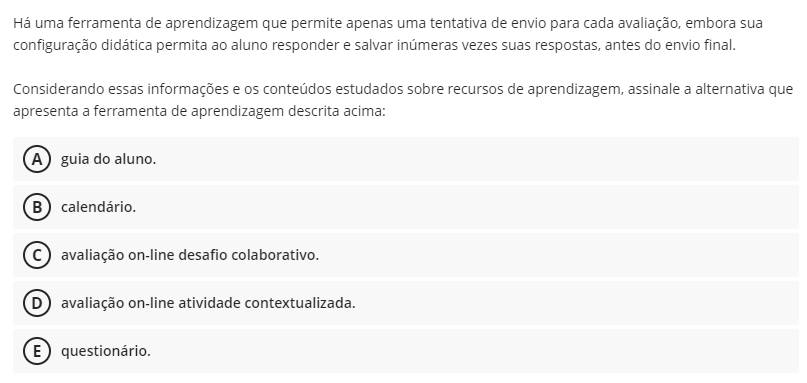 Há uma ferramenta de aprendizagem que permite apenas uma tentativa de envio para cada avaliação, embora sua
configuração didática permita ao aluno responder e salvar inúmeras vezes suas respostas, antes do envio final.
Considerando essas informações e os conteúdos estudados sobre recursos de aprendizagem, assinale a alternativa que
apresenta a ferramenta de aprendizagem descrita acima:
A guia do aluno.
B calendário.
C avaliação on-line desafio colaborativo.
D avaliação on-line atividade contextualizada.
E questionário.